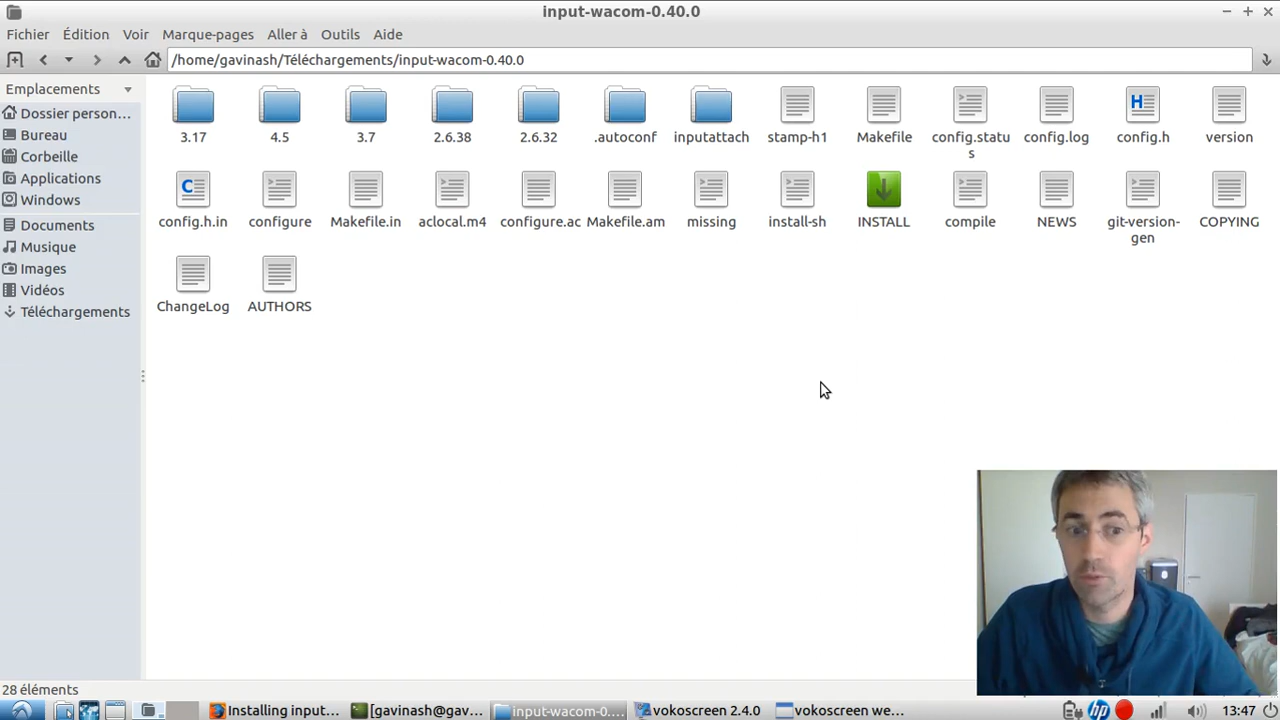 input-wacom-0.40.0
Fichier Édition Voir Marque-pages Aller à Outils Aide
/home/gavinash/Téléchargements/input-wacom-0.40.0
Emplacements
Dossier person...
Bureau
Corbeille
Applications
Windows
Documents
Musique
Images
Vidéos
Téléchargements
3.17 4.5 3.7 2.6.38 2.6.32 .autoconf inputattach stamp-h1 Makefile config.statu config.log config.h version
s
config.h.in configure Makefile.in aclocal.m4 configure.ac Makefile.am missing install-sh INSTALL compile NEWS git-version- COPYING
gen
ChangeLog AUTHORS
28 éléments
Installing input... [gavinash@gav... input-wacom-0.... vokoscreen 2.4.0 vokoscreen we... hp 13:47